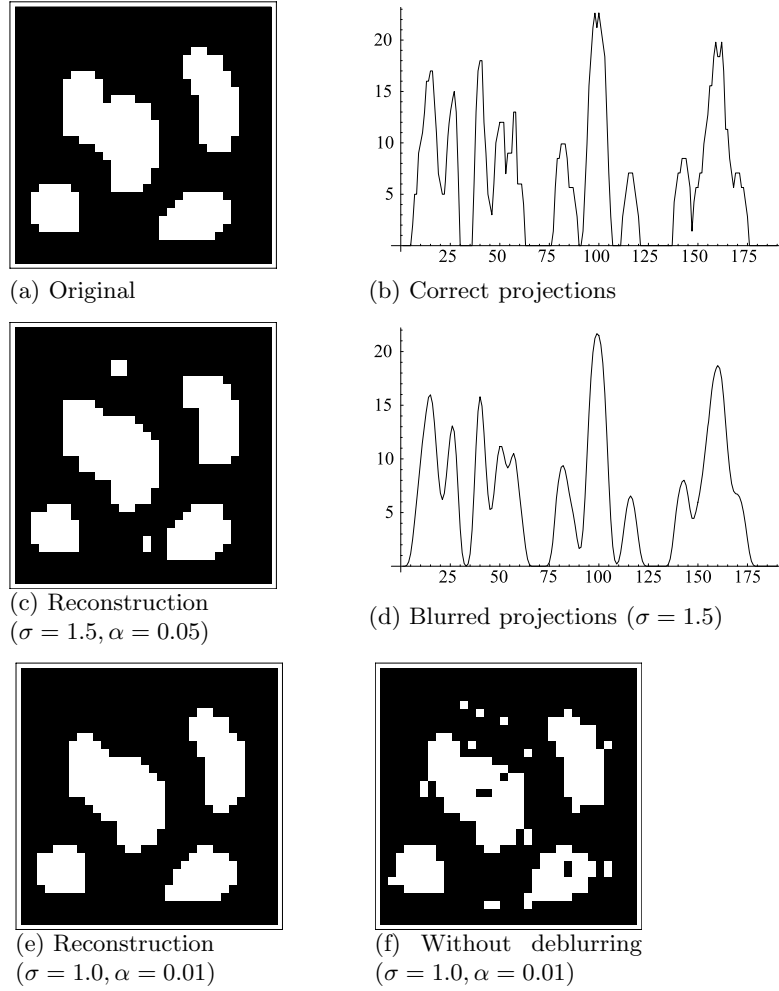 20
15
10
5
25 50 75 100 125 150 175
(a) Original
(b) Correct projections
20
15
10
5
25 50 75 100 125 150 175
(c) Reconstruction
(σ = 1.5, α = 0.05)
(d) Blurred projections (σ = 1.5)
(e) Reconstruction
(σ = 1.0, α = 0.01)
(f) Without deblurring
(σ = 1.0, α = 0.01)